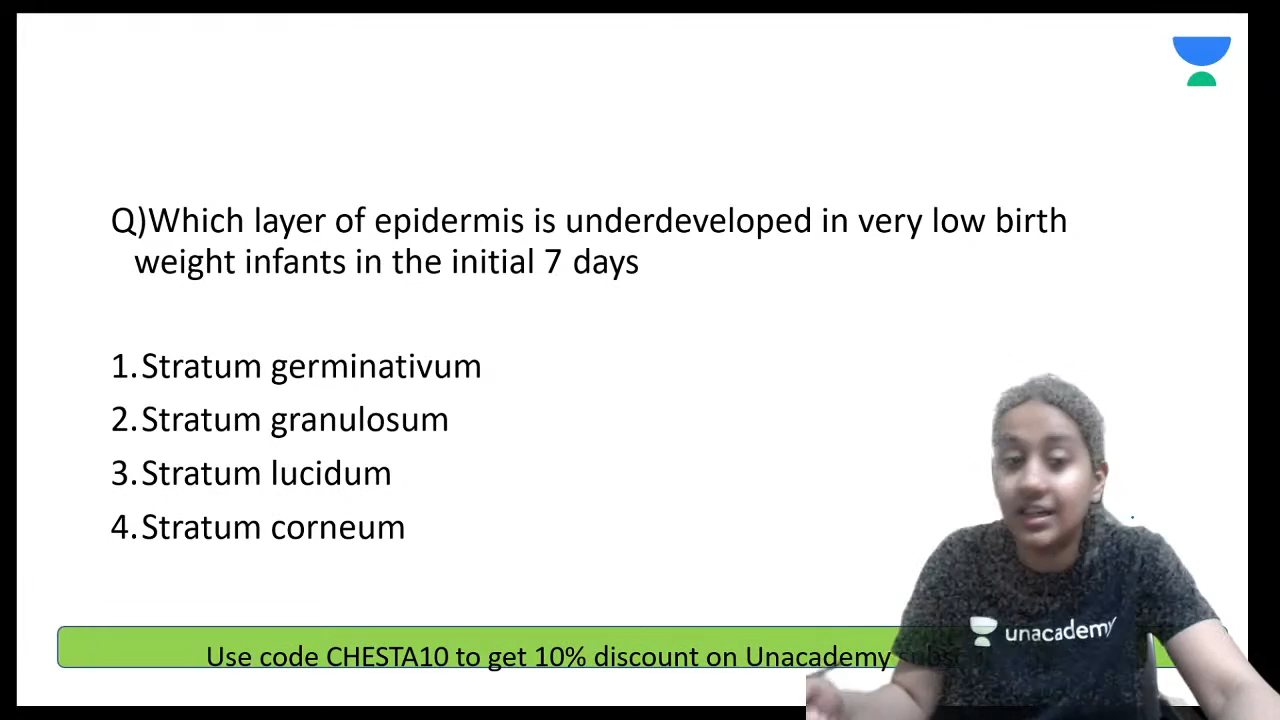 Q)Which layer of epidermis is underdeveloped in very low birth
weight infants in the initial 7 days
1.Stratum germinativum
2.Stratum granulosum
3.Stratum lucidum
4.Stratum corneum
unacademy
Use code CHESTA10 to get 10% discount on Unacademy